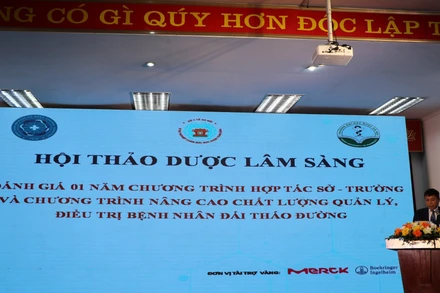 CÓ GÌ QUÝ HƠN ĐỘC LẬP T
HỘI THẢO DƯỢC LÂM SÀNG
ĐÁNH GIÁ 01 NĂM CHƯƠNG TRÌNH HỢP TÁC SỞ - TRƯỜNG
VÀ CHƯƠNG TRÌNH NÂNG CAO CHẤT LƯỢNG QUẢN LÝ,
ĐIỀU TRỊ BỆNH NHÂN ĐÁI THÁO ĐƯỜNG
ĐƠN VỊ TÀI TRỢ VÀNG: MERCK Boehringer
Ingelheim